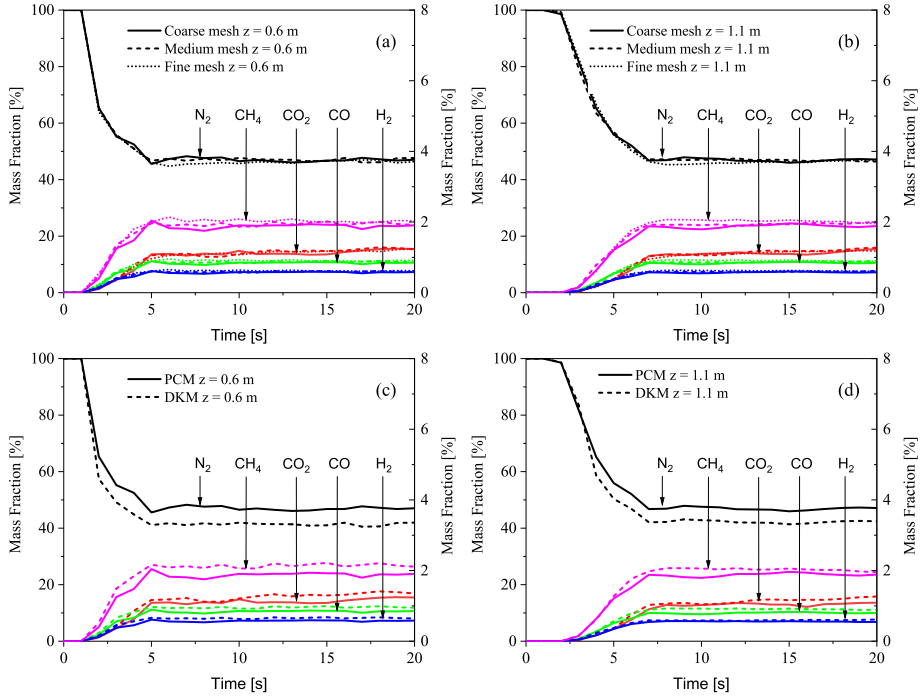 Coarse mesh z = 0.6 m
Medium mesh z = 0.6 m
Fine mesh z = 0.6 m
(a)
N2 CH4 CO2 CO H2
Mass Fraction [%]
0 20 40 60 80 100
0 2 4 6 8
Mass Fraction [%]
0 5 10 15 20
Time [s]
Coarse mesh z = 1.1 m
Medium mesh z = 1.1 m
Fine mesh z = 1.1 m
(b)
N2 CH4 CO2 CO H2
Mass Fraction [%]
0 20 40 60 80 100
0 2 4 6 8
Mass Fraction [%]
0 5 10 15 20
Time [s]
PCM z = 0.6 m
DKM z = 0.6 m
(c)
N2 CH4 CO2 CO H2
Mass Fraction [%]
0 20 40 60 80 100
0 2 4 6 8
Mass Fraction [%]
0 5 10 15 20
Time [s]
PCM z = 1.1 m
DKM z = 1.1 m
(d)
N2 CH4 CO2 CO H2
Mass Fraction [%]
0 20 40 60 80 100
0 2 4 6 8
Mass Fraction [%]
0 5 10 15 20
Time [s]